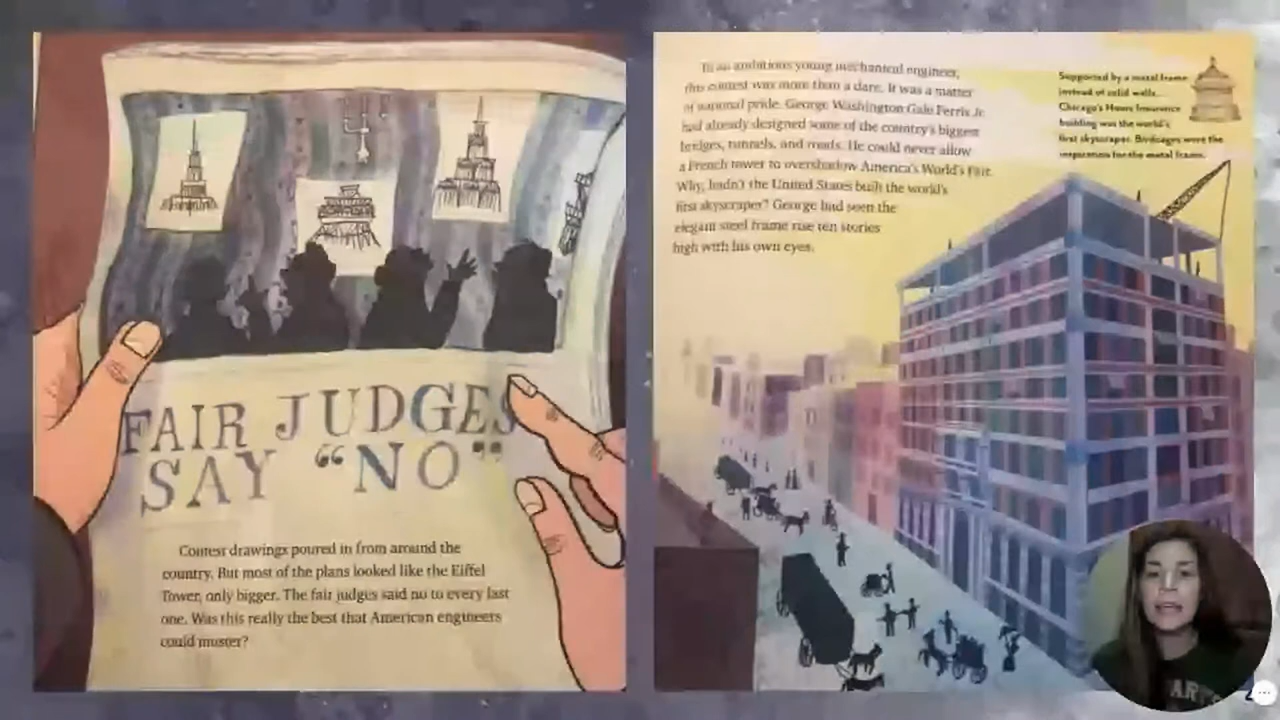 FAIR JUDGES
SAY “NO”
Contest drawings poured in from around the
country. But most of the plans looked like the Eiffel
Tower, only bigger. The fair judges said no to every last
one. Was this really the best that American engineers
could muster?
To an ambitious young mechanical engineer,
this contest was more than a dare. It was a matter
of national pride. George Washington Gale Ferris Jr.
had already designed some of the country's biggest
bridges, tunnels, and roads. He could never allow
a French tower to overshadow America's World's Fair.
Why, hadn't the United States built the world's
first skyscraper? George had seen the
elegant steel frame rise ten stories
high with his own eyes.
Supported by a metal frame
instead of solid walls,
Chicago's Home Insurance
building was the world's
first skyscraper. Birdcages were the
inspiration for the metal frame.